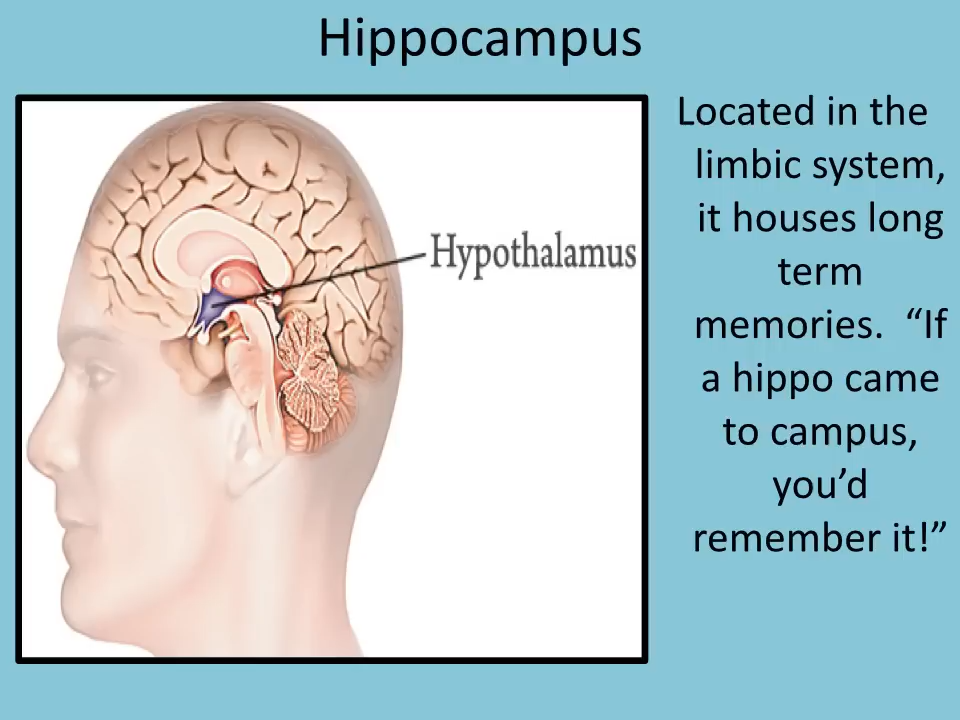 Hippocampus
Hypothalamus
Located in the
limbic system,
it houses long
term
memories.  “If
a hippo came
to campus,
you’d
remember it!”